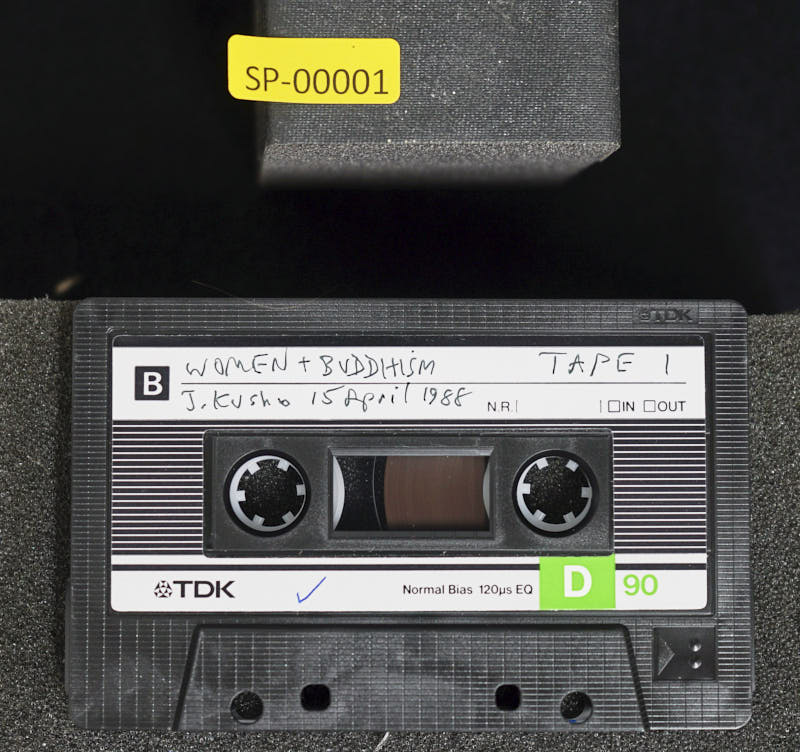 SP-00001
TDK
B WOMEN + BUDDHISM TAPE 1
J. Kusho 15 April 1988 N.R. IN OUT
TDK Normal Bias 120µs EQ D 90